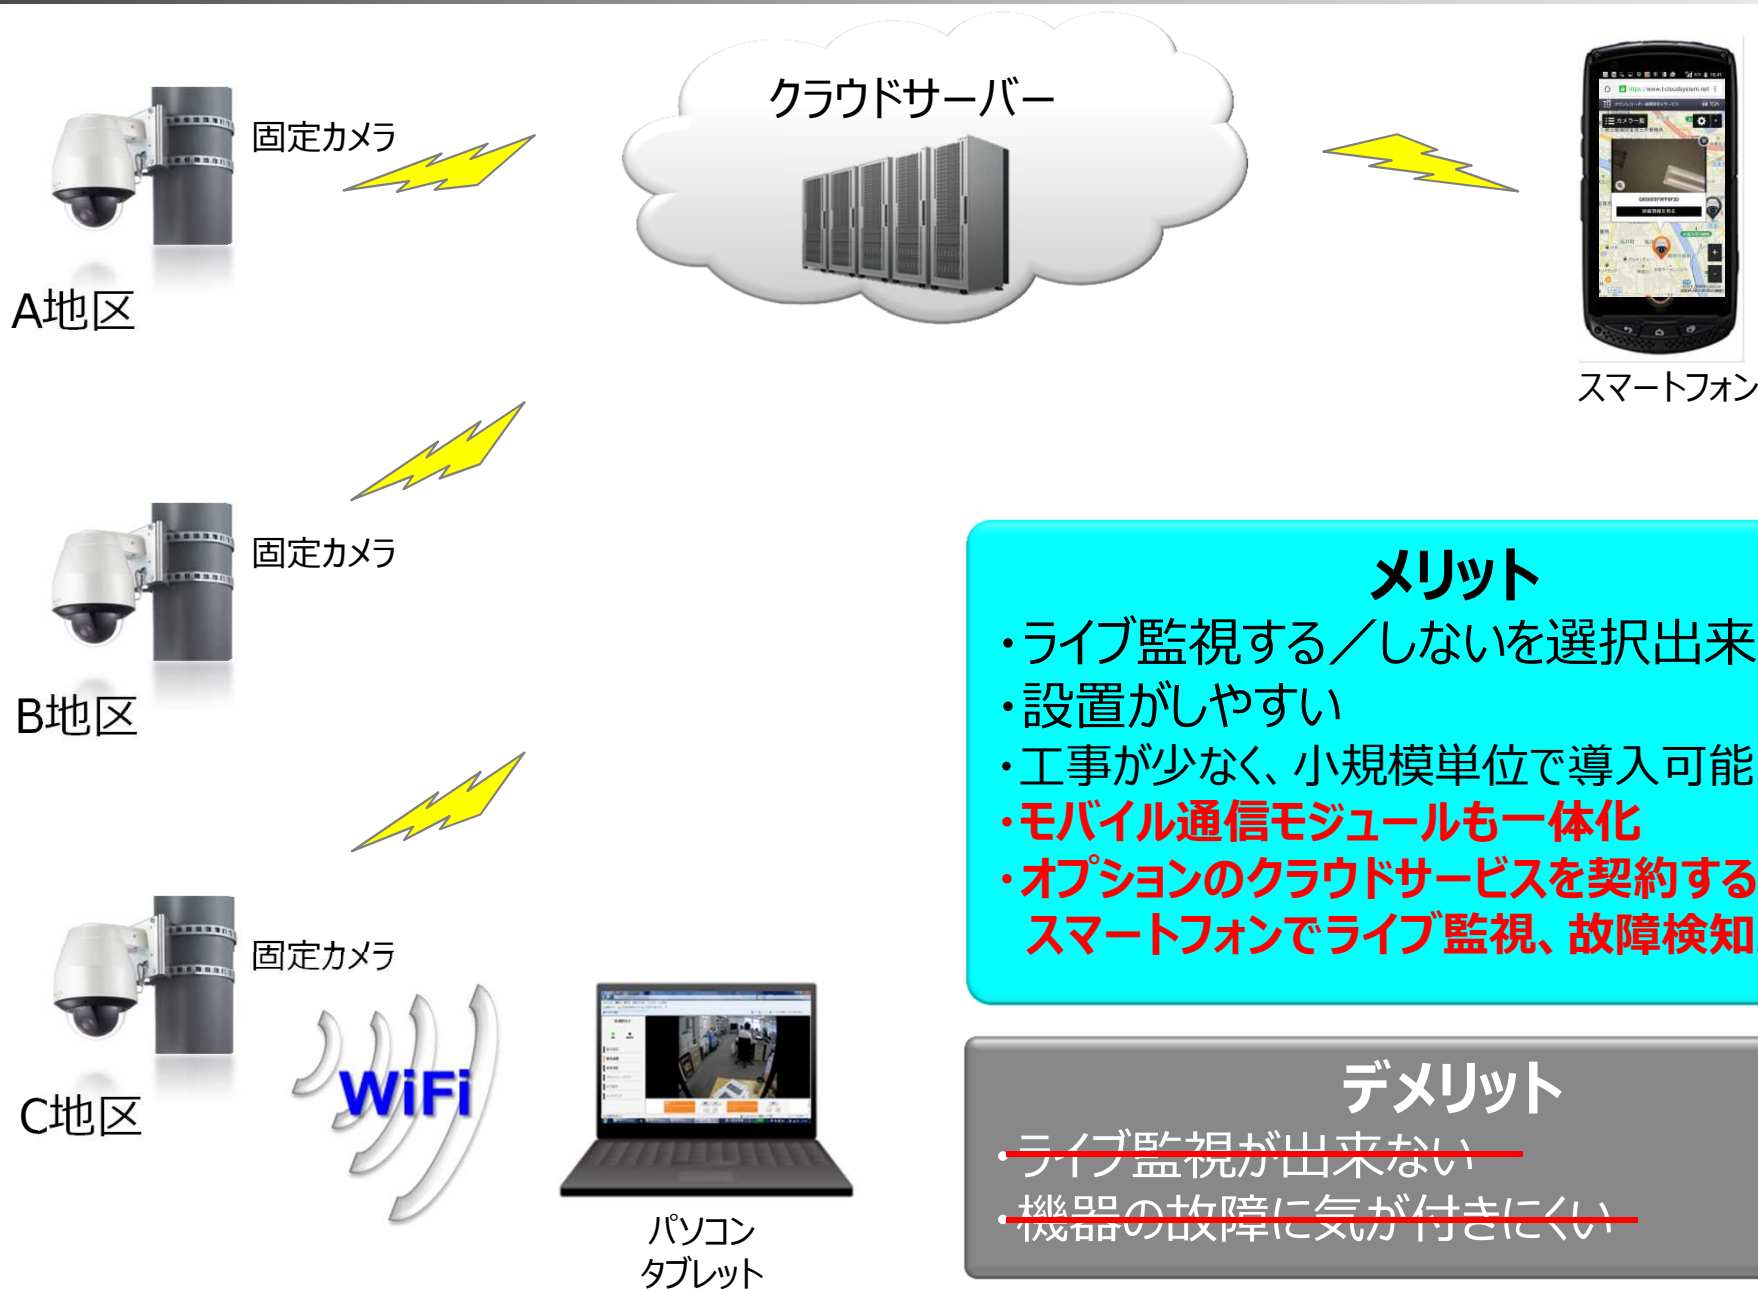 クラウドサーバー
固定カメラ
A地区
スマートフォン
固定カメラ
B地区
メリット
・ライブ監視する／しないを選択出来
・設置がしやすい
・工事が少なく、小規模単位で導入可能
・モバイル通信モジュールも一体化
・オプションのクラウドサービスを契約する
スマートフォンでライブ監視、故障検知
固定カメラ
C地区
WiFi
パソコン
タブレット
デメリット
・ライブ監視が出来ない
・機器の故障に気が付きにくい